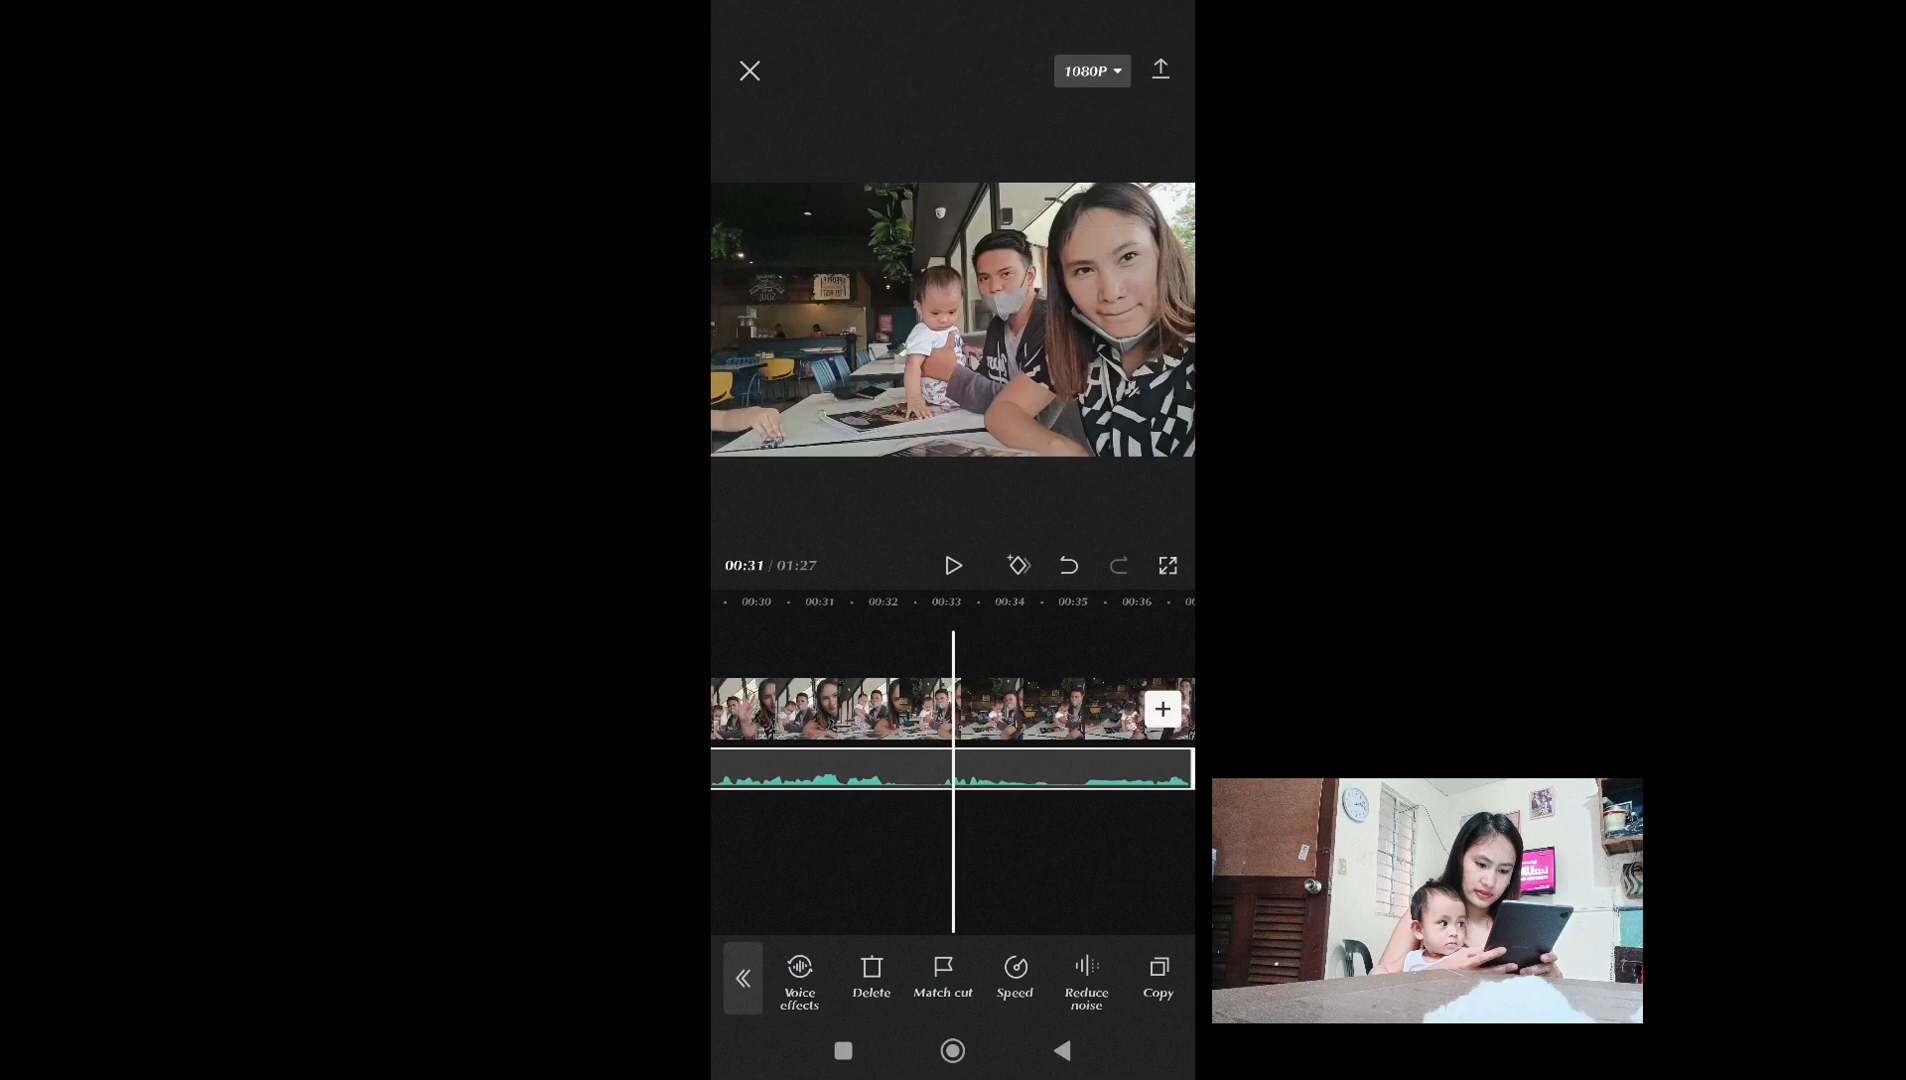 1080P
00:31 / 01:27
00:30 00:31 00:32 00:33 00:34 00:35 00:36
Voice effects
Delete
Match cut
Speed
Reduce noise
Copy